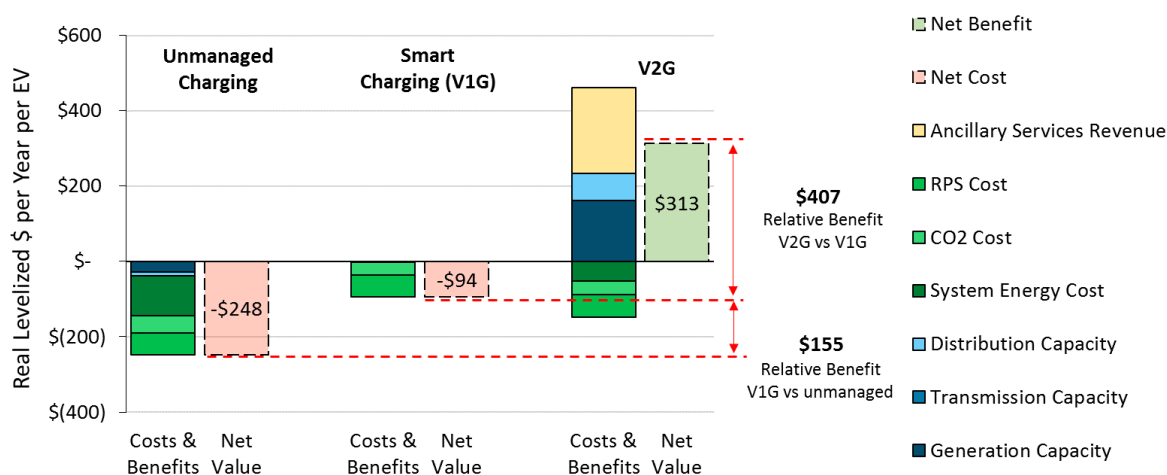 Real Levelized $ per Year per EV
$600
$400
$200
$-
$(200)
$(400)
Unmanaged
Charging
Smart
Charging (V1G)
V2G
-$248
-$94
$313
$407
Relative Benefit
V2G vs V1G
$155
Relative Benefit
V1G vs unmanaged
Costs &
Benefits
Net
Value
Costs &
Benefits
Net
Value
Costs &
Benefits
Net
Value
Net Benefit
Net Cost
Ancillary Services Revenue
RPS Cost
CO2 Cost
System Energy Cost
Distribution Capacity
Transmission Capacity
Generation Capacity